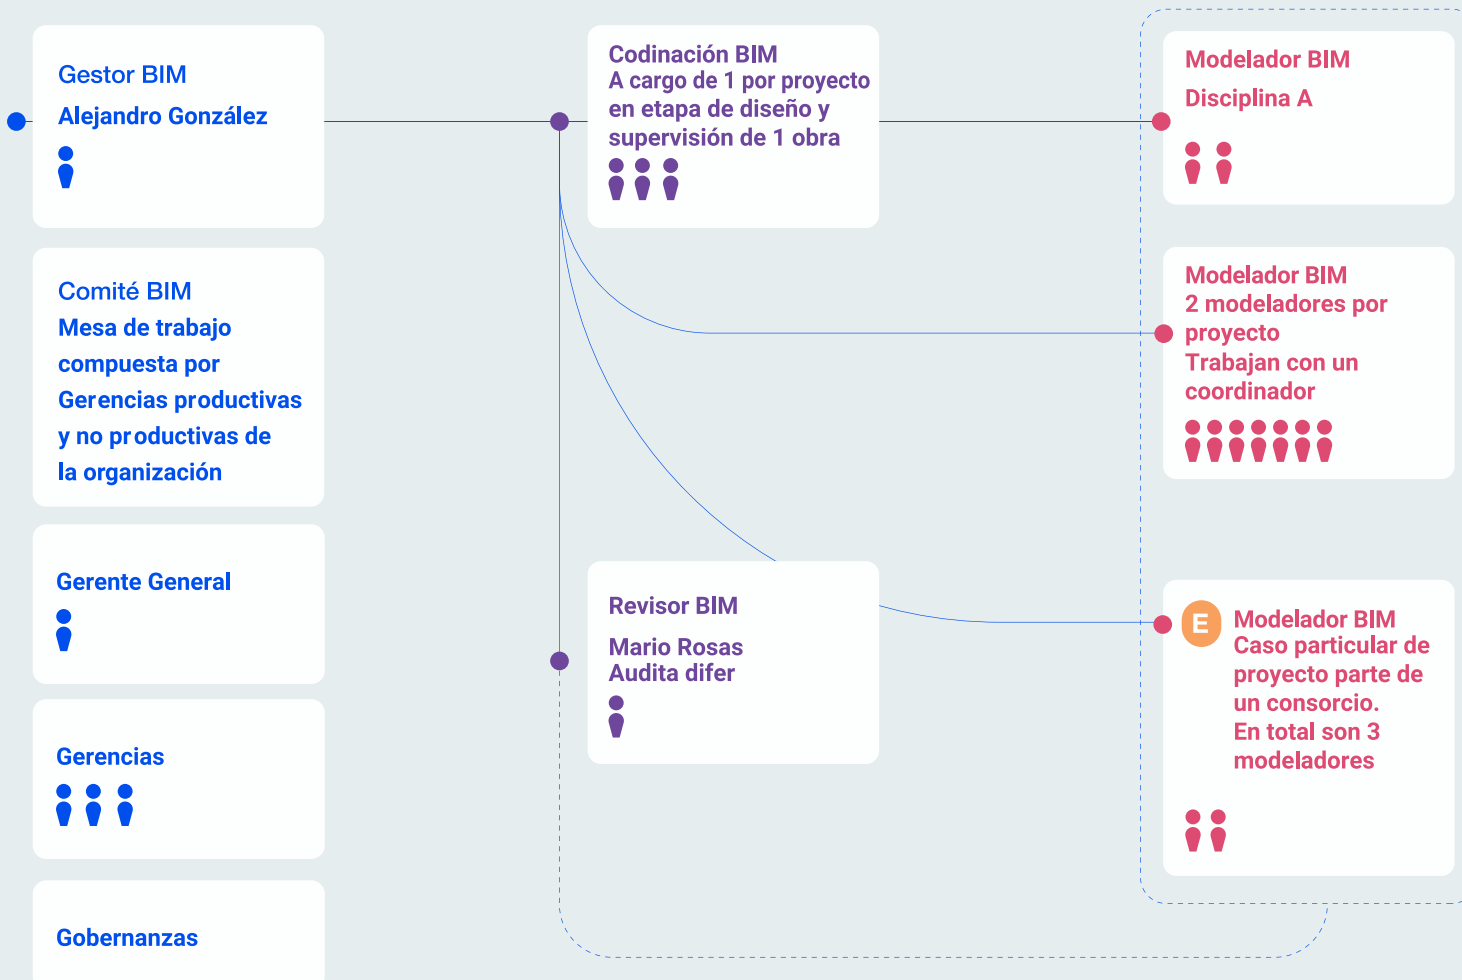 Gestor BIM
Alejandro González
Comité BIM
Mesa de trabajo
compuesta por
Gerencias productivas
y no productivas de
la organización
Gerente General
Gerencias
Gobernanzas
Codinación BIM
A cargo de 1 por proyecto
en etapa de diseño y
supervisión de 1 obra
Revisor BIM
Mario Rosas
Audita difer
Modelador BIM
Disciplina A
Modelador BIM
2 modeladores por
proyecto
Trabajan con un
coordinador
E
Modelador BIM
Caso particular de
proyecto parte de
un consorcio.
En total son 3
modeladores